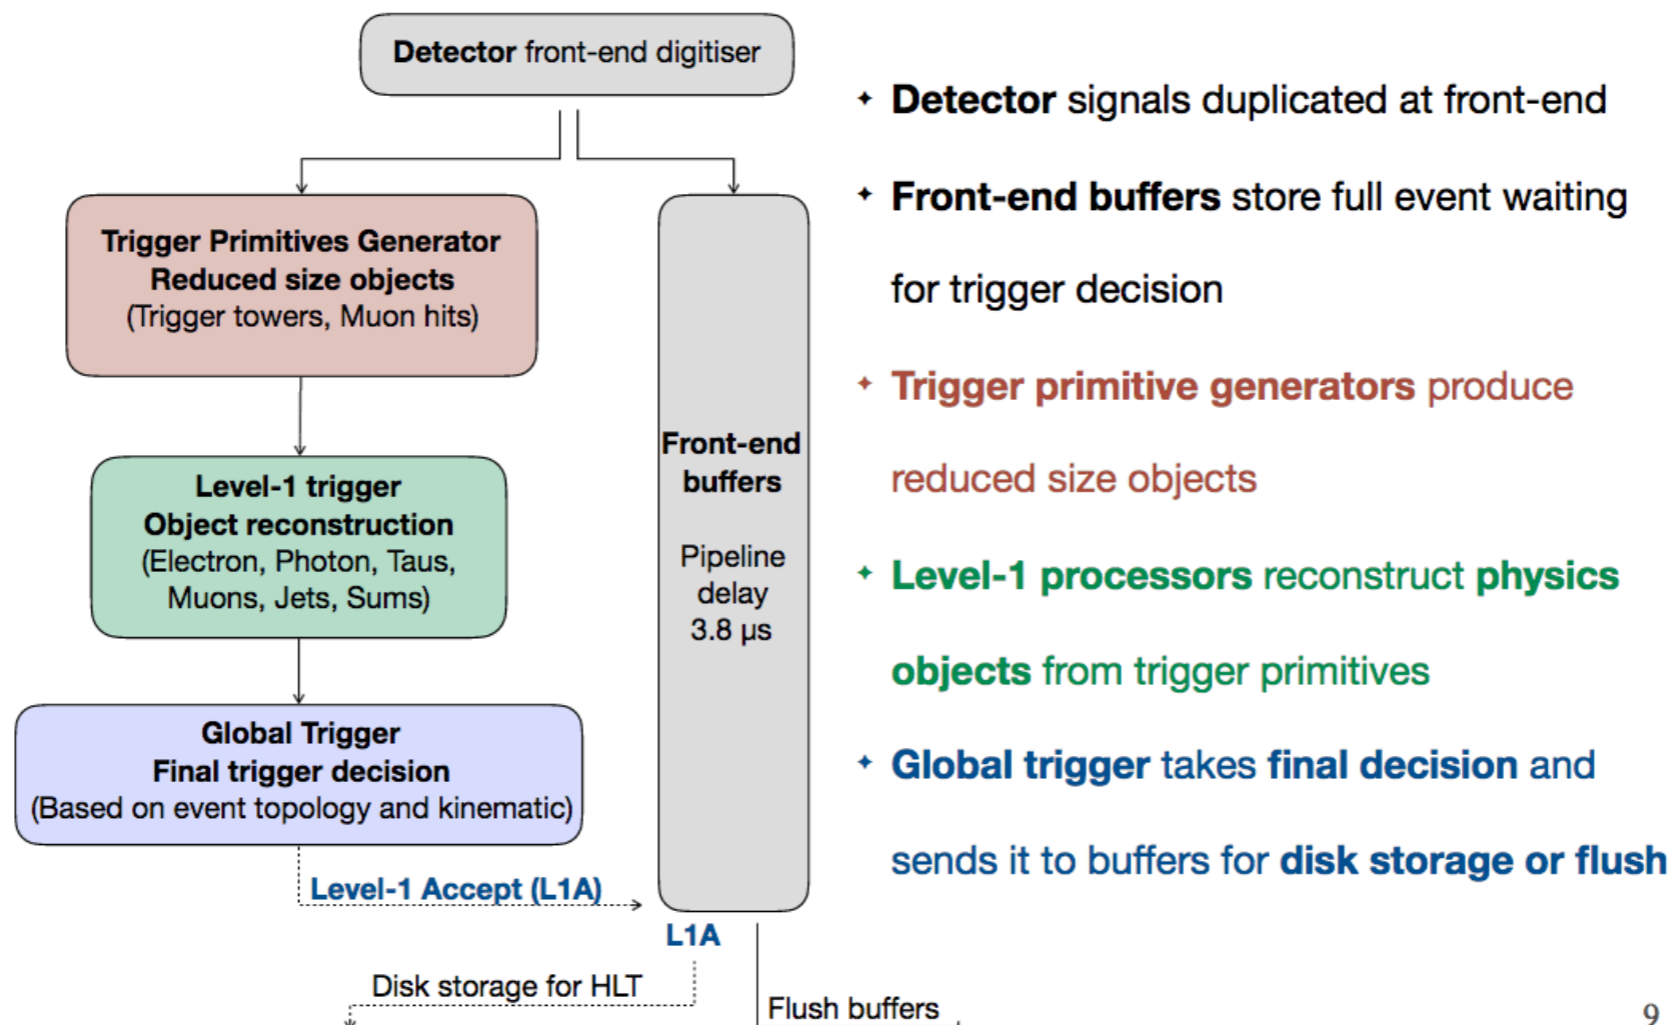 Detector front-end digitiser
Trigger Primitives Generator
Reduced size objects
(Trigger towers, Muon hits)
Level-1 trigger
Object reconstruction
(Electron, Photon, Taus,
Muons, Jets, Sums)
Global Trigger
Final trigger decision
(Based on event topology and kinematic)
Level-1 Accept (L1A)
Front-end
buffers
Pipeline
delay
3.8 µs
L1A
Disk storage for HLT
Flush buffers
✦ Detector signals duplicated at front-end
✦ Front-end buffers store full event waiting
for trigger decision
✦ Trigger primitive generators produce
reduced size objects
✦ Level-1 processors reconstruct physics
objects from trigger primitives
✦ Global trigger takes final decision and
sends it to buffers for disk storage or flush
9